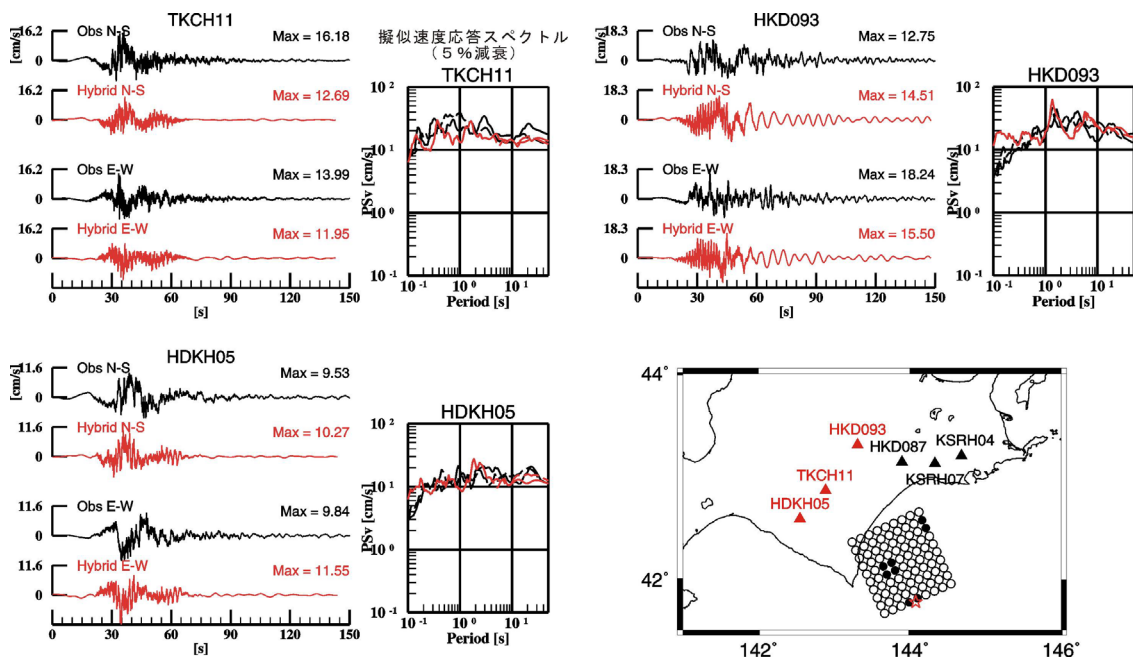 TKCH11
[cm/s]
16.2
0
Obs N-S
Max = 16.18
16.2
0
Hybrid N-S
Max = 12.69
16.2
0
Obs E-W
Max = 13.99
16.2
0
Hybrid E-W
Max = 11.95
0 30 60 90 120 150
[s]
擬似速度応答スペクトル
（５％減衰）
TKCH11
PSv [cm/s]
10 2
10 1
10 0
10 -1
10 -1 10 0 10 1
Period [s]
HKD093
[cm/s]
18.3
0
Obs N-S
Max = 12.75
18.3
0
Hybrid N-S
Max = 14.51
18.3
0
Obs E-W
Max = 18.24
18.3
0
Hybrid E-W
Max = 15.50
0 30 60 90 120 150
[s]
HKD093
PSv [cm/s]
10 2
10 1
10 0
10 -1
10 -1 10 0 10 1
Period [s]
HDKH05
[cm/s]
11.6
0
Obs N-S
Max = 9.53
11.6
0
Hybrid N-S
Max = 10.27
11.6
0
Obs E-W
Max = 9.84
11.6
0
Hybrid E-W
Max = 11.55
0 30 60 90 120 150
[s]
HDKH05
PSv [cm/s]
10 2
10 1
10 0
10 -1
10 -1 10 0 10 1
Period [s]
44°
42°
HKD093
HKD087
KSRH04
KSRH07
TKCH11
HDKH05
142° 144° 146°